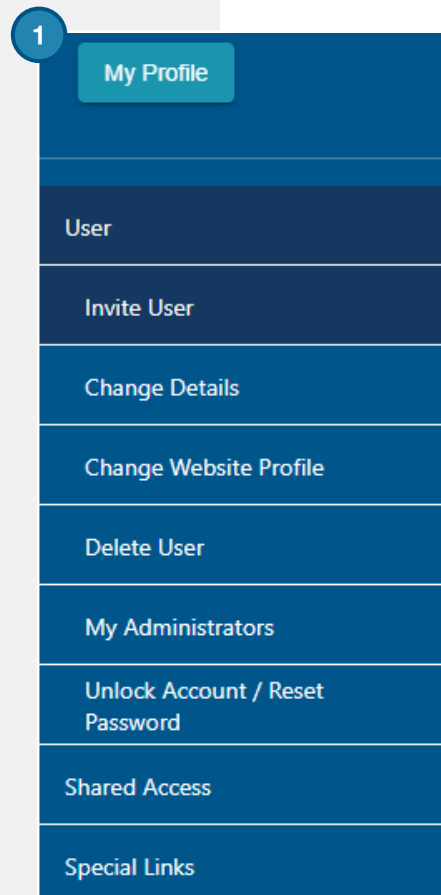 1
My Profile
User
Invite User
Change Details
Change Website Profile
Delete User
My Administrators
Unlock Account / Reset
Password
Shared Access
Special Links